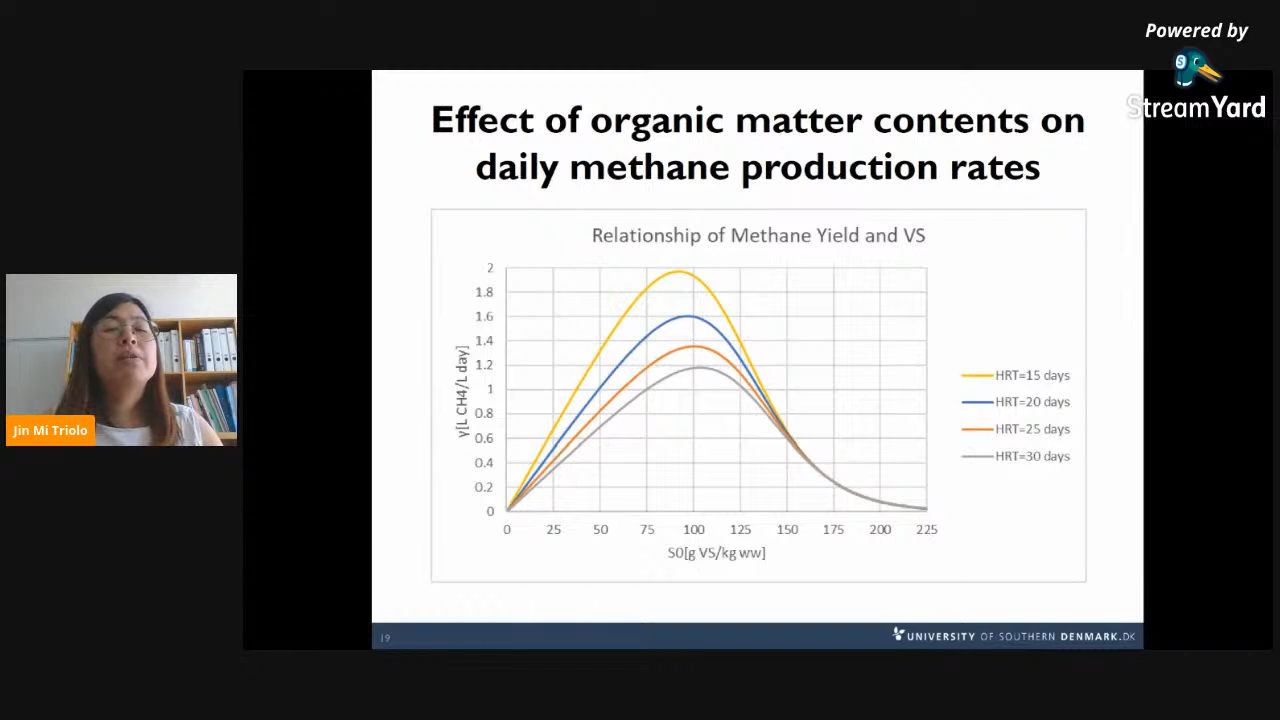 Powered by
StreamYard
Effect of organic matter contents on
daily methane production rates
Relationship of Methane Yield and VS
2
1.8
1.6
1.4
1.2
1
0.8
0.6
0.4
0.2
0
γ[L CH4/L day]
0 25 50 75 100 125 150 175 200 225
S0[g VS/kg ww]
HRT=15 days
HRT=20 days
HRT=25 days
HRT=30 days
Jin Mi Triolo
19
UNIVERSITY OF SOUTHERN DENMARK.DK